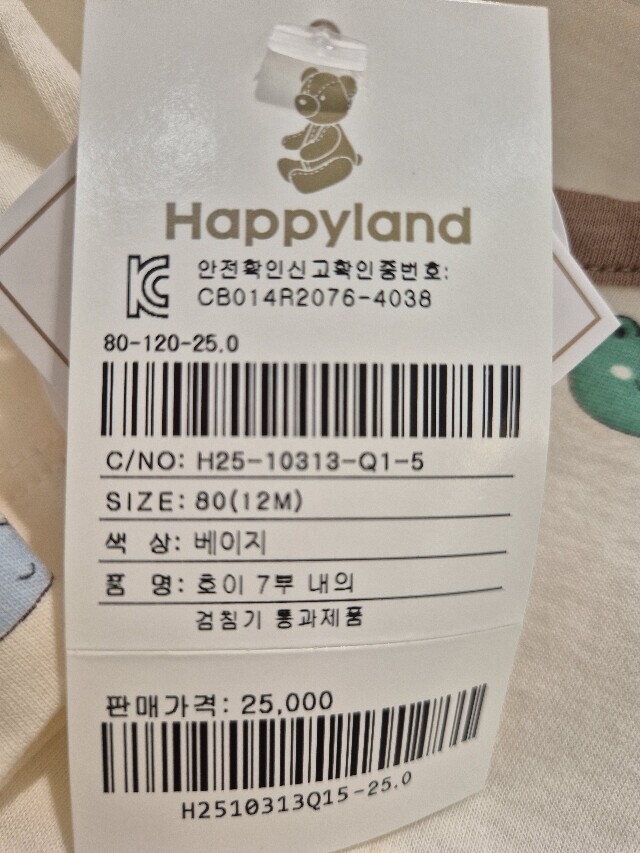 Happyland
안전확인신고확인증번호:
CB014R2076-4038
80-120-25.0
C/NO: H25-10313-Q1-5
SIZE: 80(12M)
색 상: 베이지
품 명: 호이 7부 내의
검침기 통과제품
판매가격: 25,000
H2510313Q15-25.0